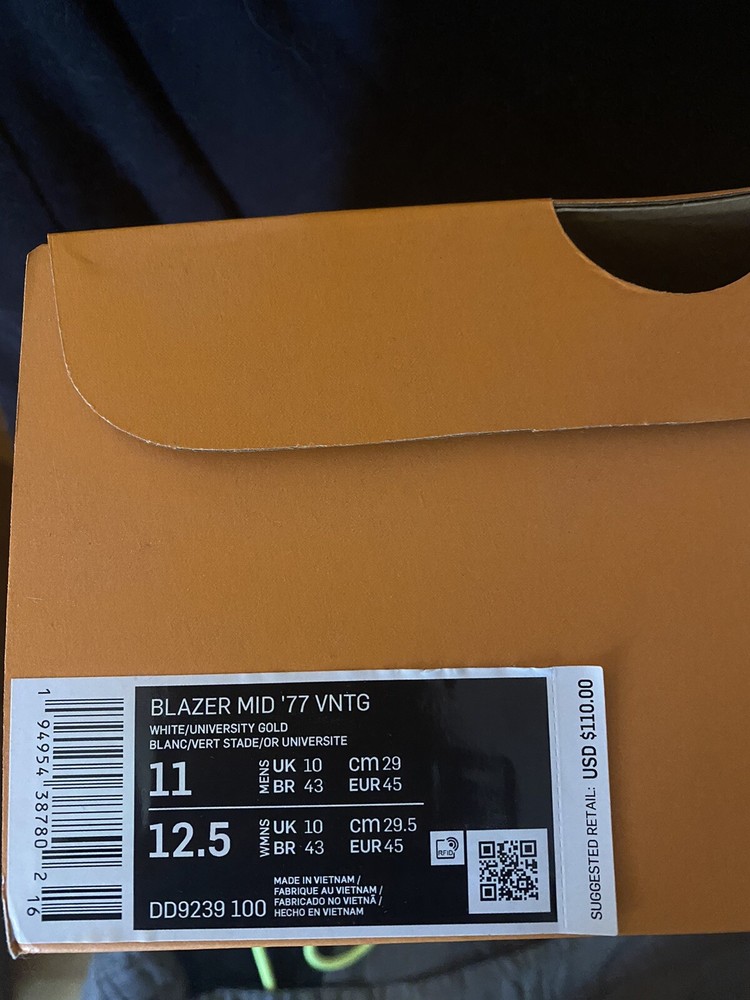 BLAZER MID '77 VNTG
WHITE/UNIVERSITY GOLD
BLANC/VERT STADE/OR UNIVERSITE
11 MENS UK 10 CM 29
BR 43 EUR 45
12.5 WMNS UK 10 CM 29.5
BR 43 EUR 45
RFID
DD9239 100
MADE IN VIETNAM /
FABRIQUE AU VIETNAM /
FABRICADO NO VIETNÃ /
HECHO EN VIETNAM
1 94954 38780 2 16
SUGGESTED RETAIL: USD $110.00